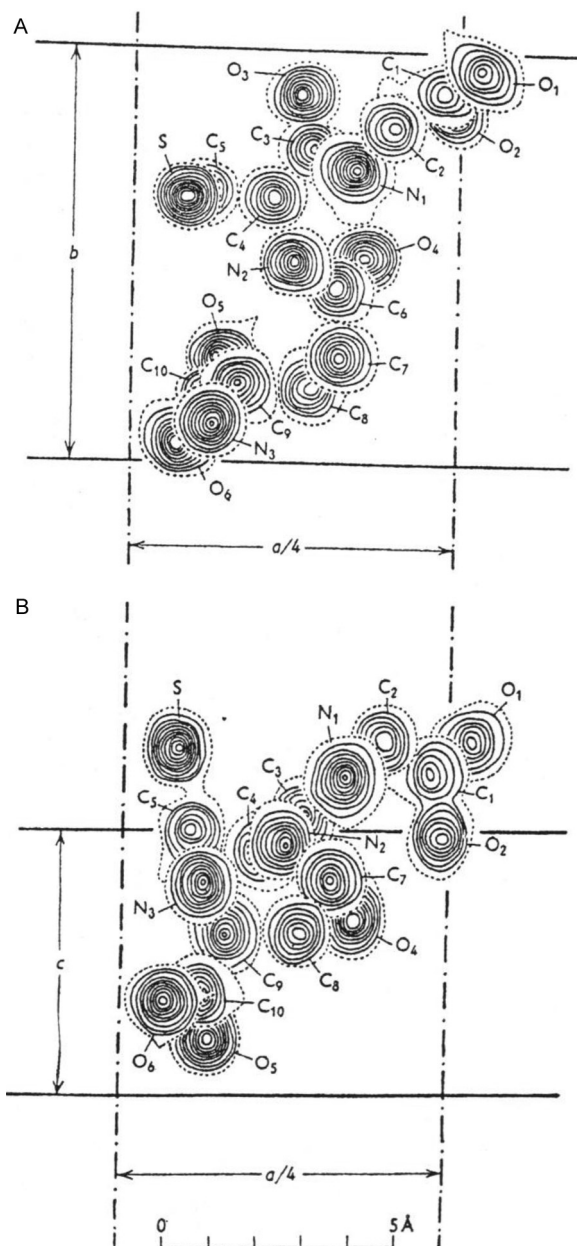 A
O₃
C₁
O₁
S
C₅
C₃
C₂
O₂
N₁
C₄
b
N₂
O₄
C₆
O₅
C₁₀
C₇
C₉
C₈
N₃
O₆
a/4
B
S
C₂
O₁
N₁
C₃
C₅
C₄
C₁
N₂
O₂
N₃
C₇
c
O₄
C₉
C₈
C₁₀
O₆
O₅
a/4
0 5 Å